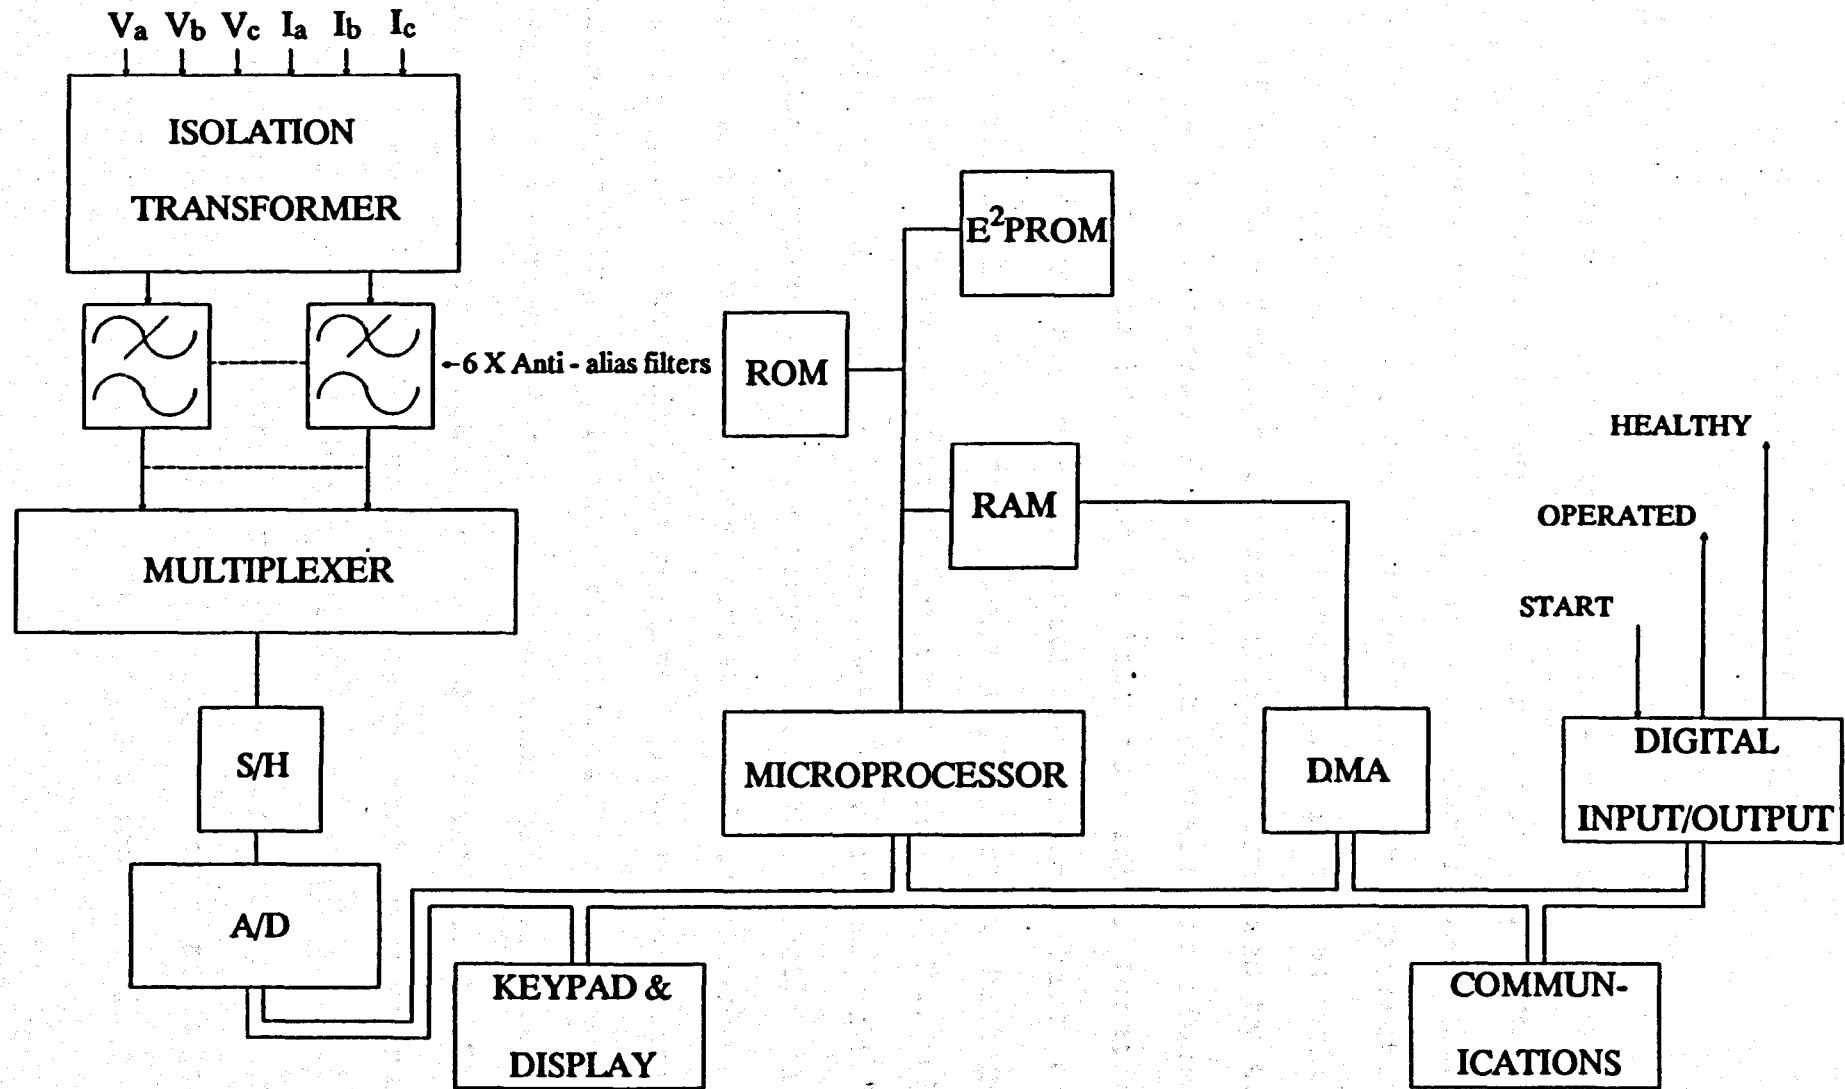 Va Vb Vc Ia Ib Ic
ISOLATION
TRANSFORMER
6 X Anti - alias filters
MULTIPLEXER
S/H
A/D
E²PROM
ROM
RAM
MICROPROCESSOR
DMA
HEALTHY
OPERATED
START
DIGITAL
INPUT/OUTPUT
KEYPAD &
DISPLAY
COMMUN-
ICATIONS